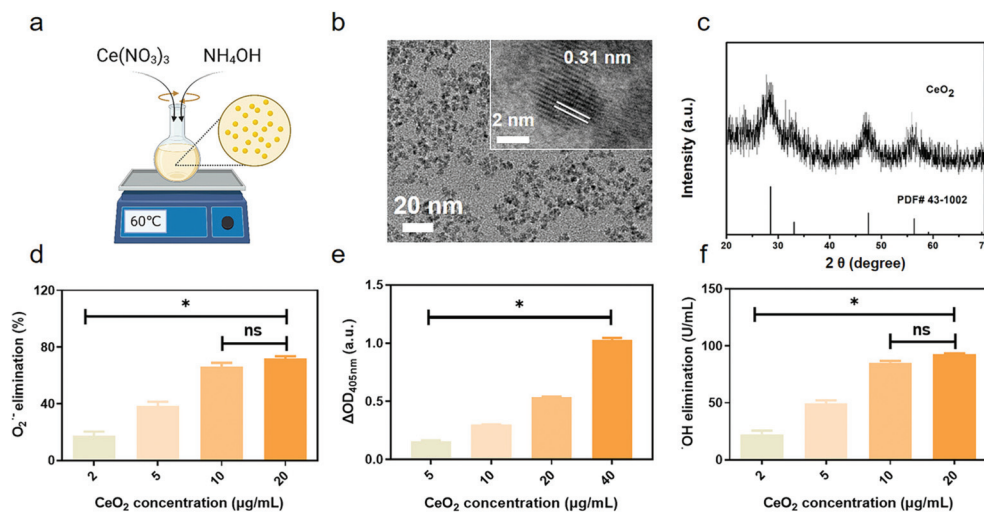 a
Ce(NO₃)₃ NH₄OH
60℃
b
0.31 nm
2 nm
20 nm
c
Intensity (a.u.)
CeO₂
PDF# 43-1002
20 30 40 50 60 70
2 θ (degree)
d
O₂˙⁻ elimination (%)
120
80
40
0
*
ns
2 5 10 20
CeO₂ concentration (μg/mL)
e
ΔOD₄₀₅ₙₘ (a.u.)
1.5
1.0
0.5
0.0
*
5 10 20 40
CeO₂ concentration (μg/mL)
f
˙OH elimination (U/mL)
150
100
50
0
*
ns
2 5 10 20
CeO₂ concentration (μg/mL)